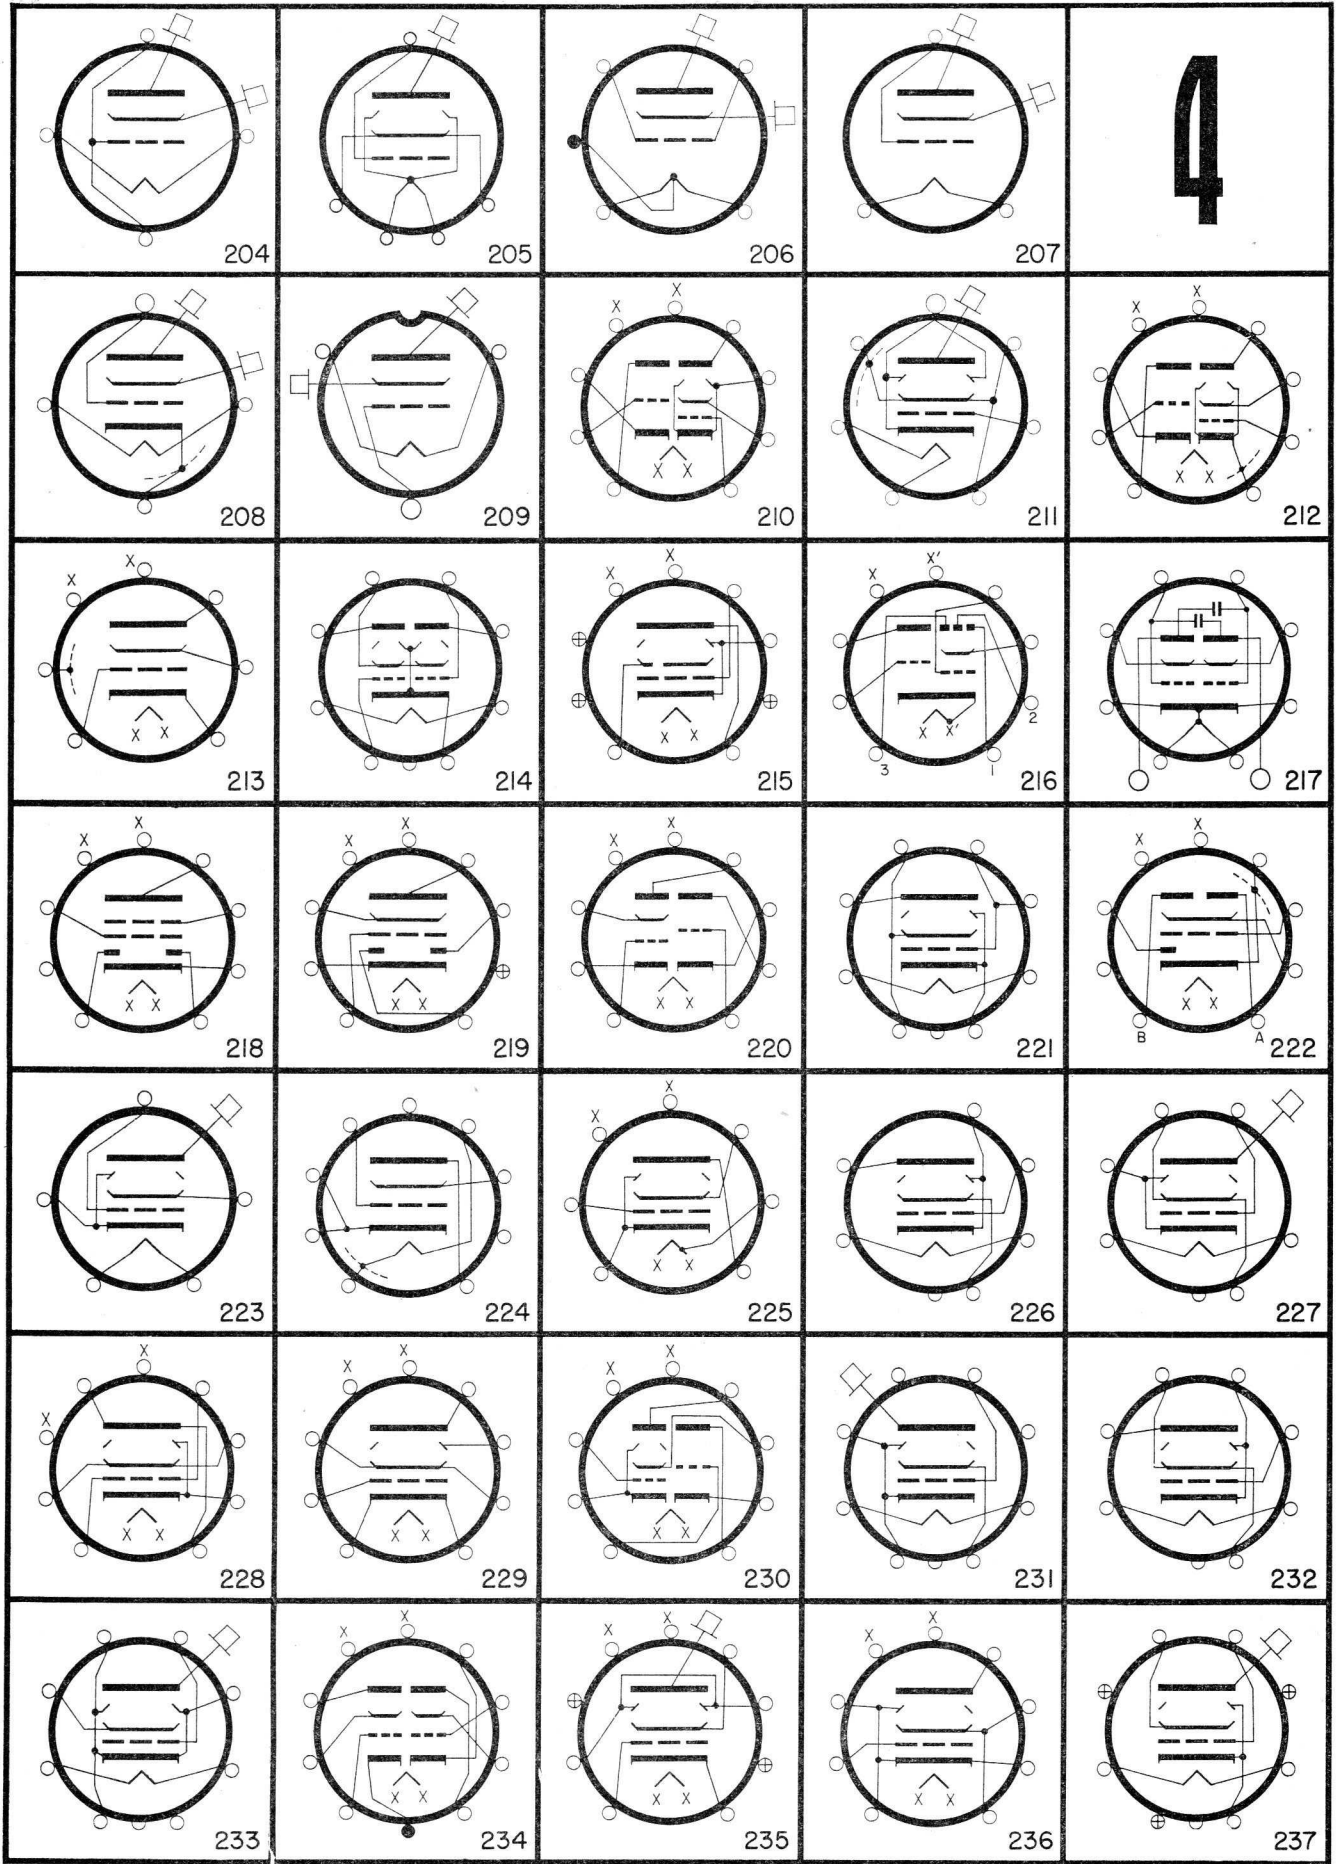 4
204 205 206 207
X X X X
208 209 210 211 212
X X X X
X X X X X X'
X X X X X X' 2
3 1
213 214 215 216 217
X X X X X X X X
X X X X X X X X
B A
218 219 220 221 222
X X
X X
223 224 225 226 227
X X X X X X
X X X X X X
228 229 230 231 232
X X X X X X
X X X X X X
233 234 235 236 237